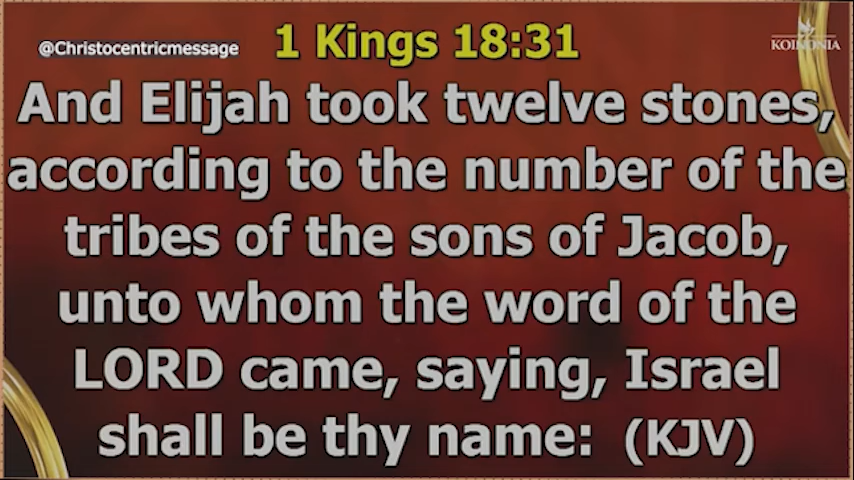 @Christocentricmessage
1 Kings 18:31
KOINONIA
And Elijah took twelve stones,
according to the number of the
tribes of the sons of Jacob,
unto whom the word of the
LORD came, saying, Israel
shall be thy name: (KJV)